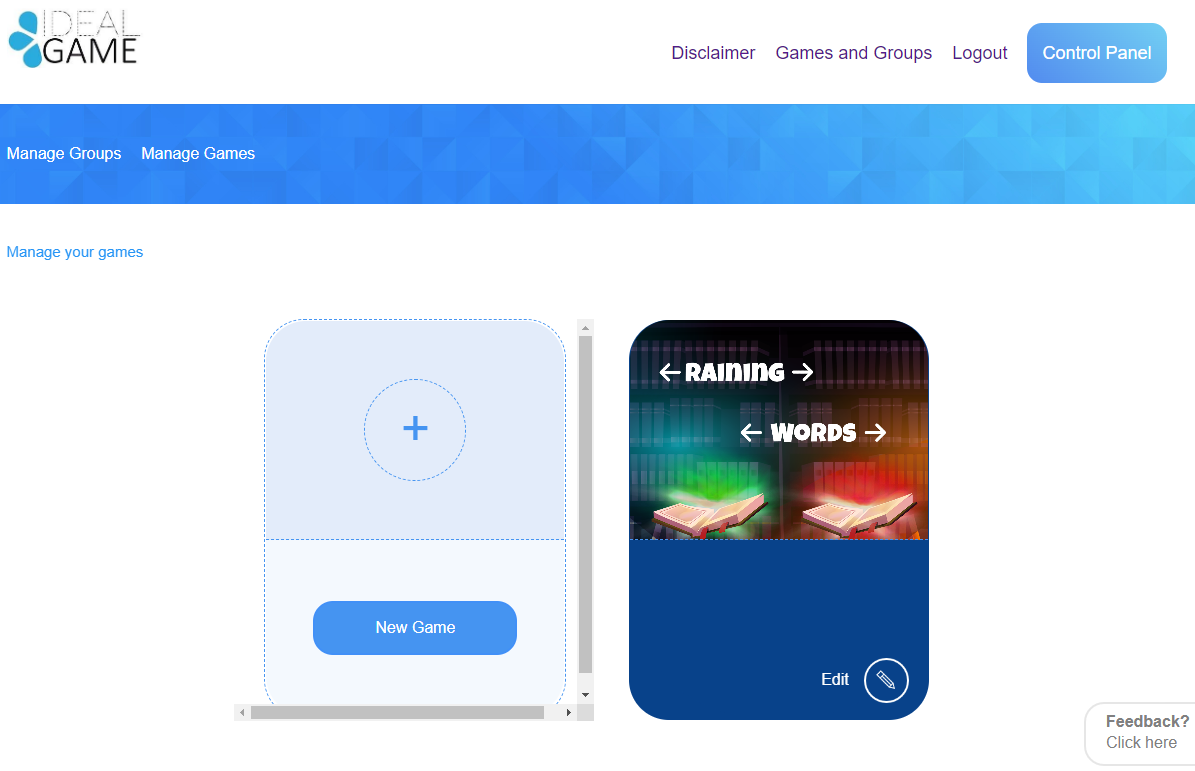 IDEAL
GAME
Disclaimer Games and Groups Logout Control Panel
Manage Groups Manage Games
Manage your games
← RAINING →
← WORDS →
+
New Game
Edit
Feedback?
Click here